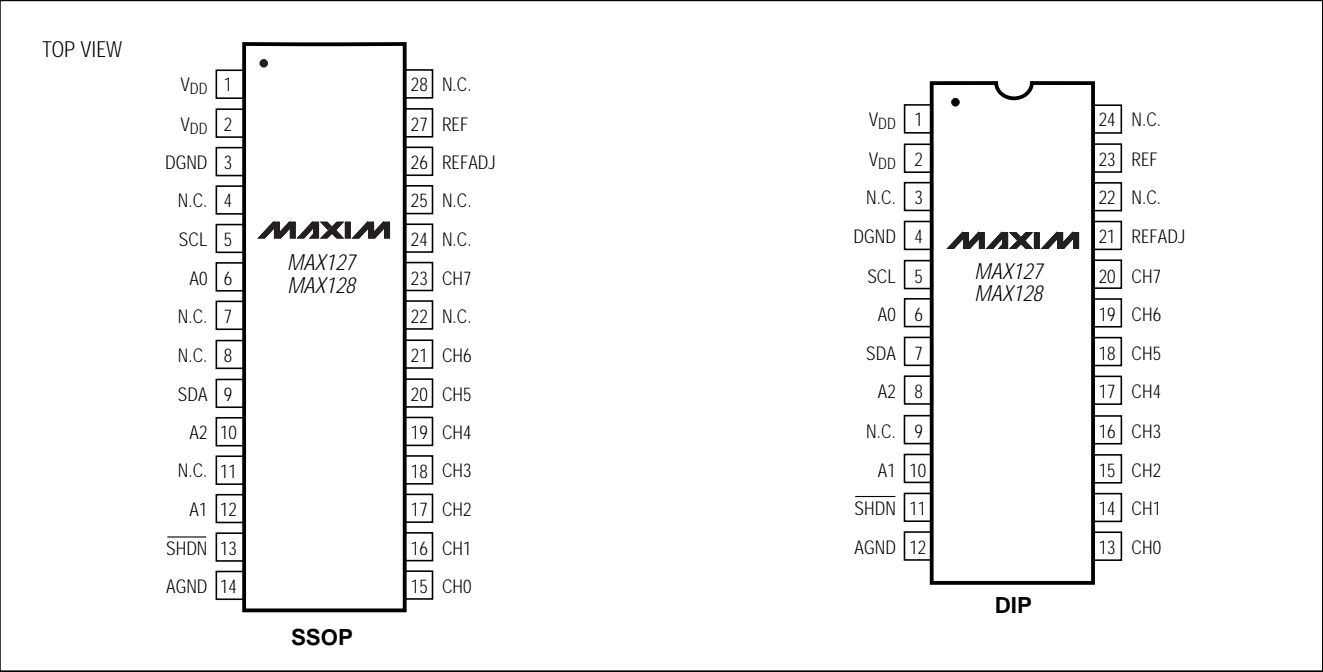 TOP VIEW
VDD 1 28 N.C.
VDD 2 27 REF
DGND 3 26 REFADJ
N.C. 4 25 N.C.
SCL 5 MAXIM 24 N.C.
A0 6 MAX127 23 CH7
MAX128
N.C. 7 22 N.C.
N.C. 8 21 CH6
SDA 9 20 CH5
A2 10 19 CH4
N.C. 11 18 CH3
A1 12 17 CH2
SHDN 13 16 CH1
AGND 14 15 CH0
SSOP
VDD 1 24 N.C.
VDD 2 23 REF
N.C. 3 22 N.C.
DGND 4 MAXIM 21 REFADJ
SCL 5 MAX127 20 CH7
MAX128
A0 6 19 CH6
SDA 7 18 CH5
A2 8 17 CH4
N.C. 9 16 CH3
A1 10 15 CH2
SHDN 11 14 CH1
AGND 12 13 CH0
DIP